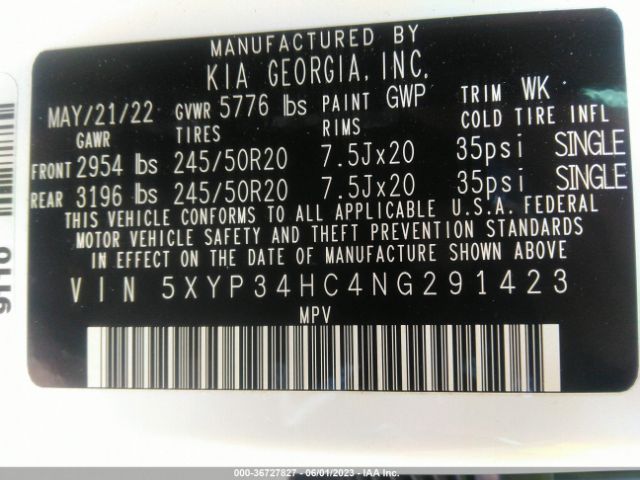 MANUFACTURED BY
KIA GEORGIA, INC.
MAY/21/22 GVWR 5776 lbs PAINT GWP TRIM WK
GAWR TIRES RIMS COLD TIRE INFL
FRONT 2954 lbs 245/50R20 7.5Jx20 35psi SINGLE
REAR 3196 lbs 245/50R20 7.5Jx20 35psi SINGLE
THIS VEHICLE CONFORMS TO ALL APPLICABLE U.S.A. FEDERAL
MOTOR VEHICLE SAFETY AND THEFT PREVENTION STANDARDS
IN EFFECT ON THE DATE OF MANUFACTURE SHOWN ABOVE
VIN 5XYP34HC4NG291423
MPV
000-36727827 - 06/01/2023 - IAA Inc.